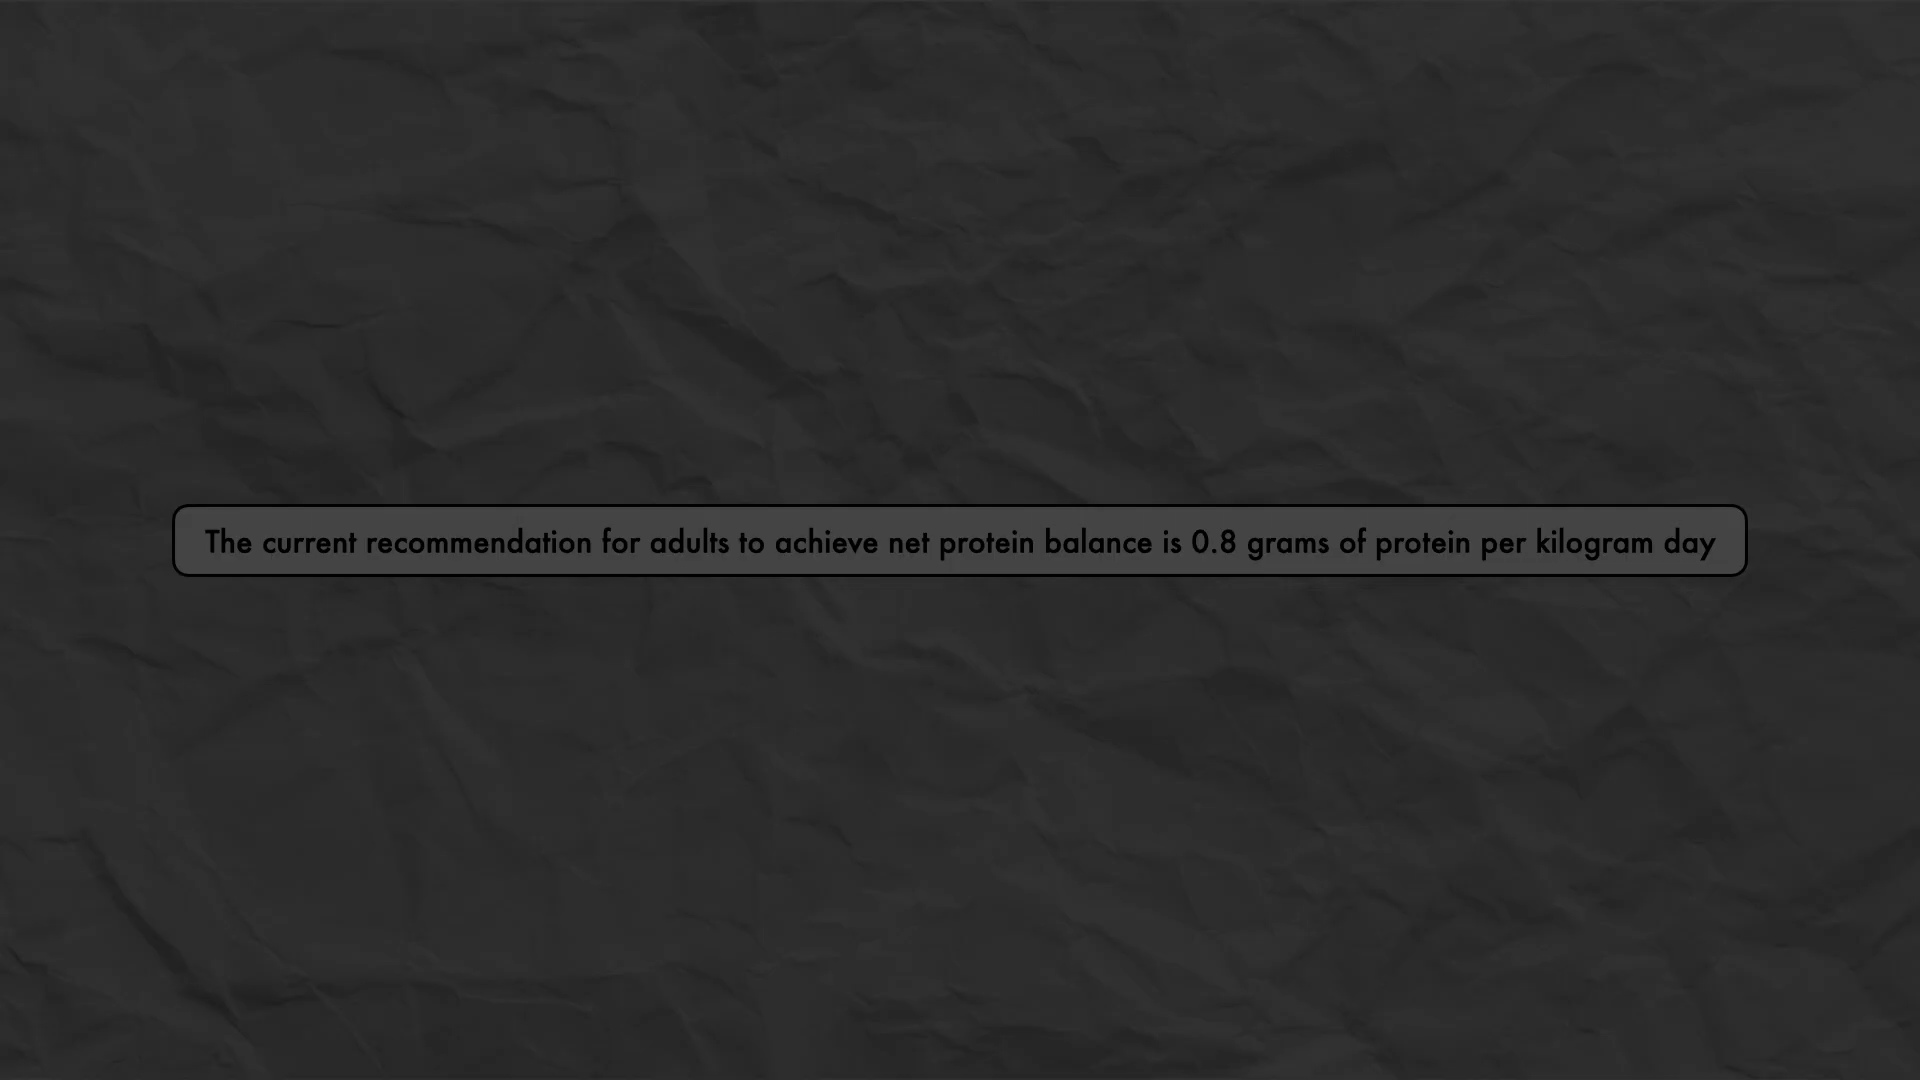 The current recommendation for adults to achieve net protein balance is 0.8 grams of protein per kilogram day